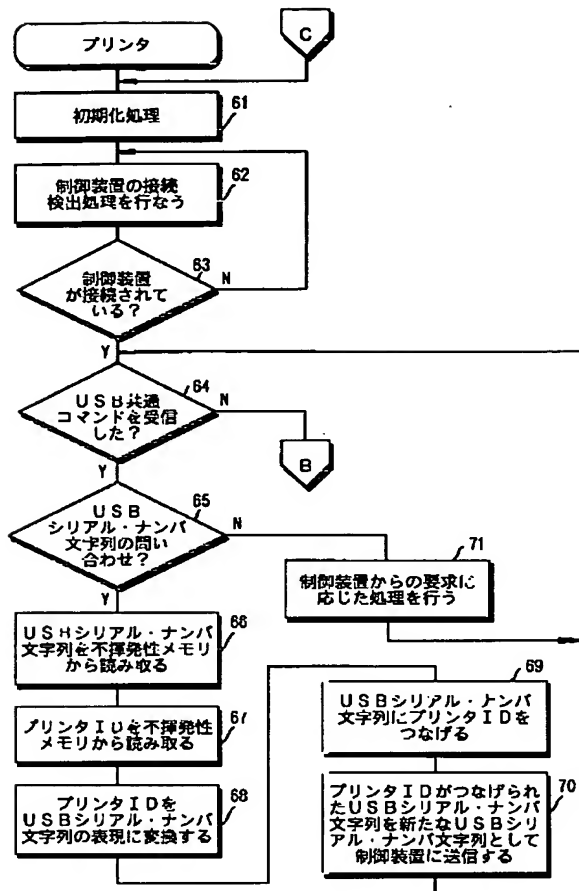 プリンタ
C
61
初期化処理
62
制御装置の接続
検出処理を行なう
63
制御装置
が接続されて
いる?
N
Y
64
USB共通
コマンドを受信
した?
N
B
Y
65
USB
シリアル・ナンバ
文字列の問い
合わせ?
N
71
制御装置からの要求に
応じた処理を行う
Y
66
USBシリアル・ナンバ
文字列を不揮発性メモリ
から読み取る
67
プリンタIDを不揮発性
メモリから読み取る
68
プリンタIDを
USBシリアル・ナンバ
文字列の表現に変換する
69
USBシリアル・ナンバ
文字列にプリンタIDを
つなげる
70
プリンタIDがつなげられ
たUSBシリアル・ナンバ
文字列を新たなUSBシリ
アル・ナンバ文字列として
制御装置に送信する